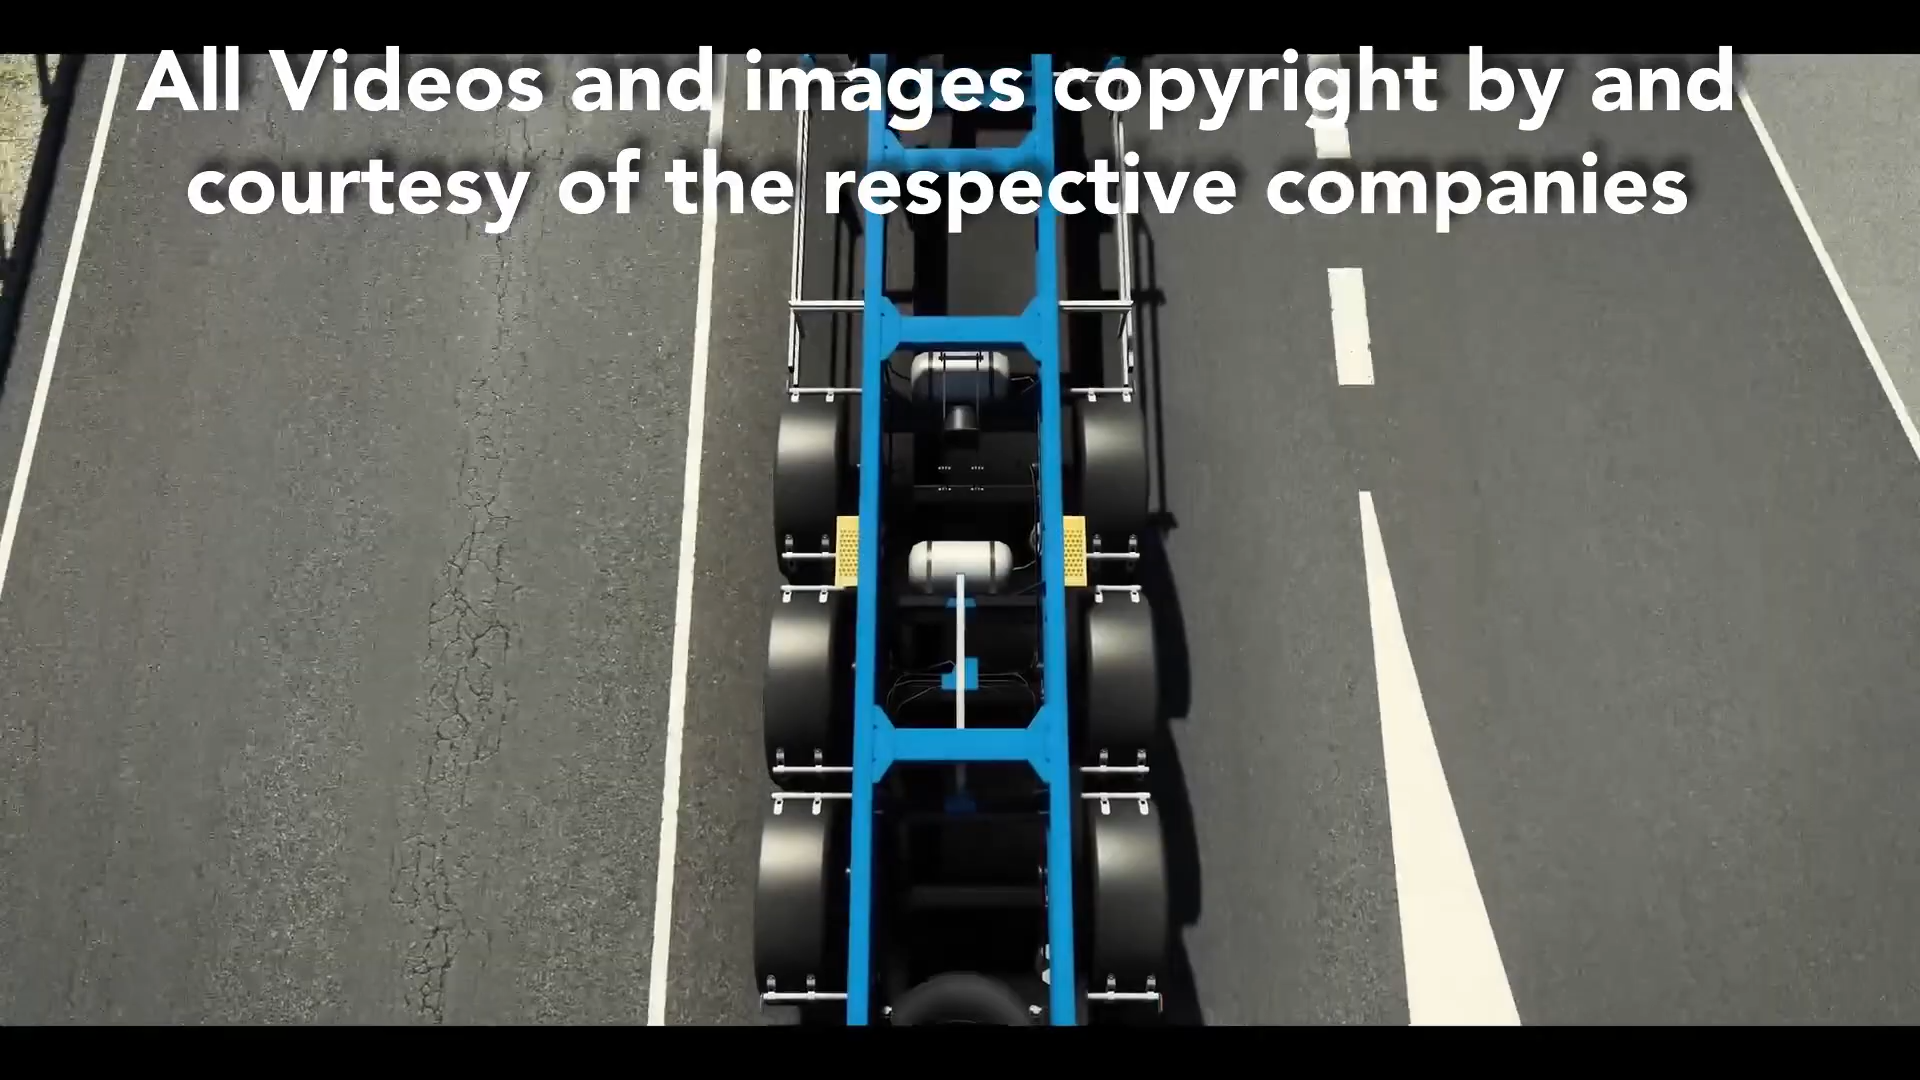 All Videos and images copyright by and
courtesy of the respective companies